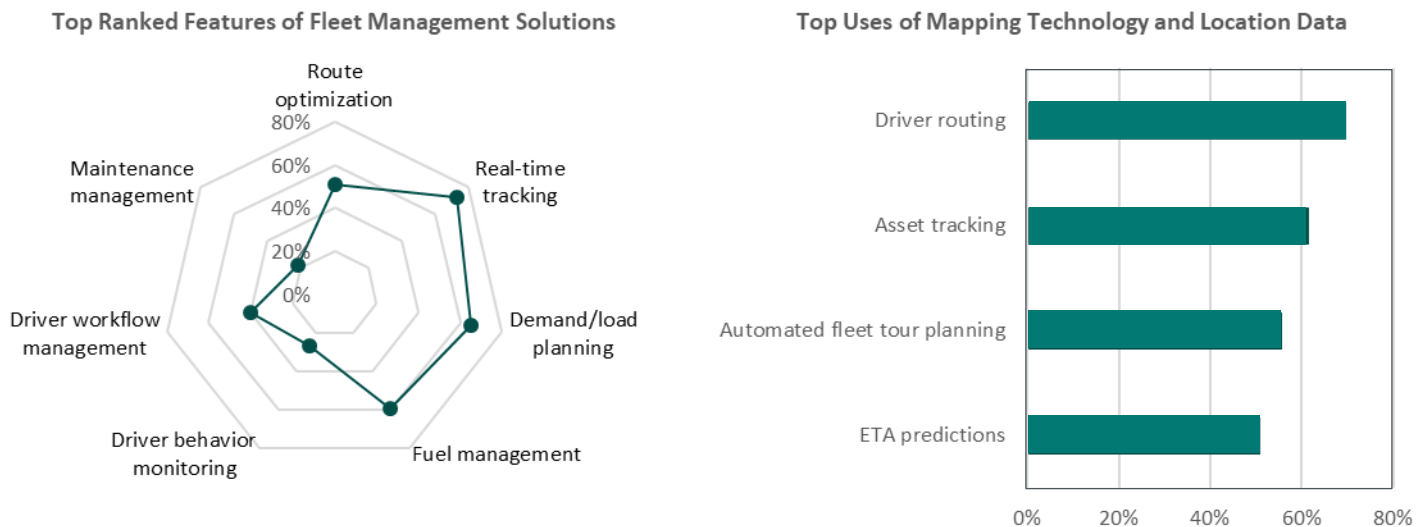 Top Ranked Features of Fleet Management Solutions
Route
optimization
80%
60%
40%
20%
0%
Real-time
tracking
Demand/load
planning
Fuel management
Driver behavior
monitoring
Driver workflow
management
Maintenance
management
Top Uses of Mapping Technology and Location Data
Driver routing
Asset tracking
Automated fleet tour planning
ETA predictions
0% 20% 40% 60% 80%